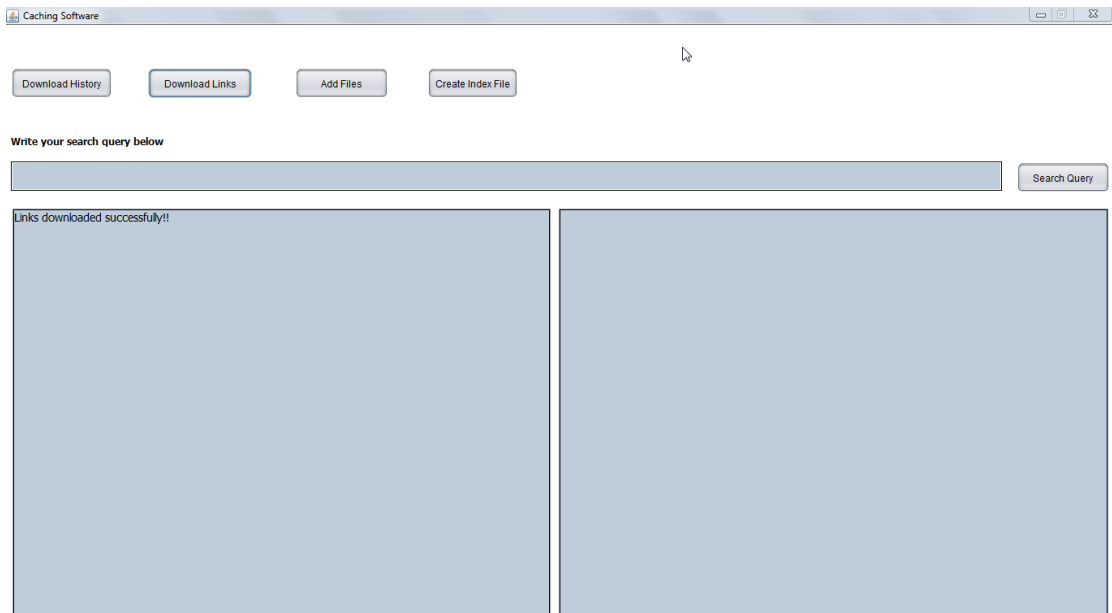 Caching Software
Download History
Download Links
Add Files
Create Index File
Write your search query below
Search Query
Links downloaded successfully!!